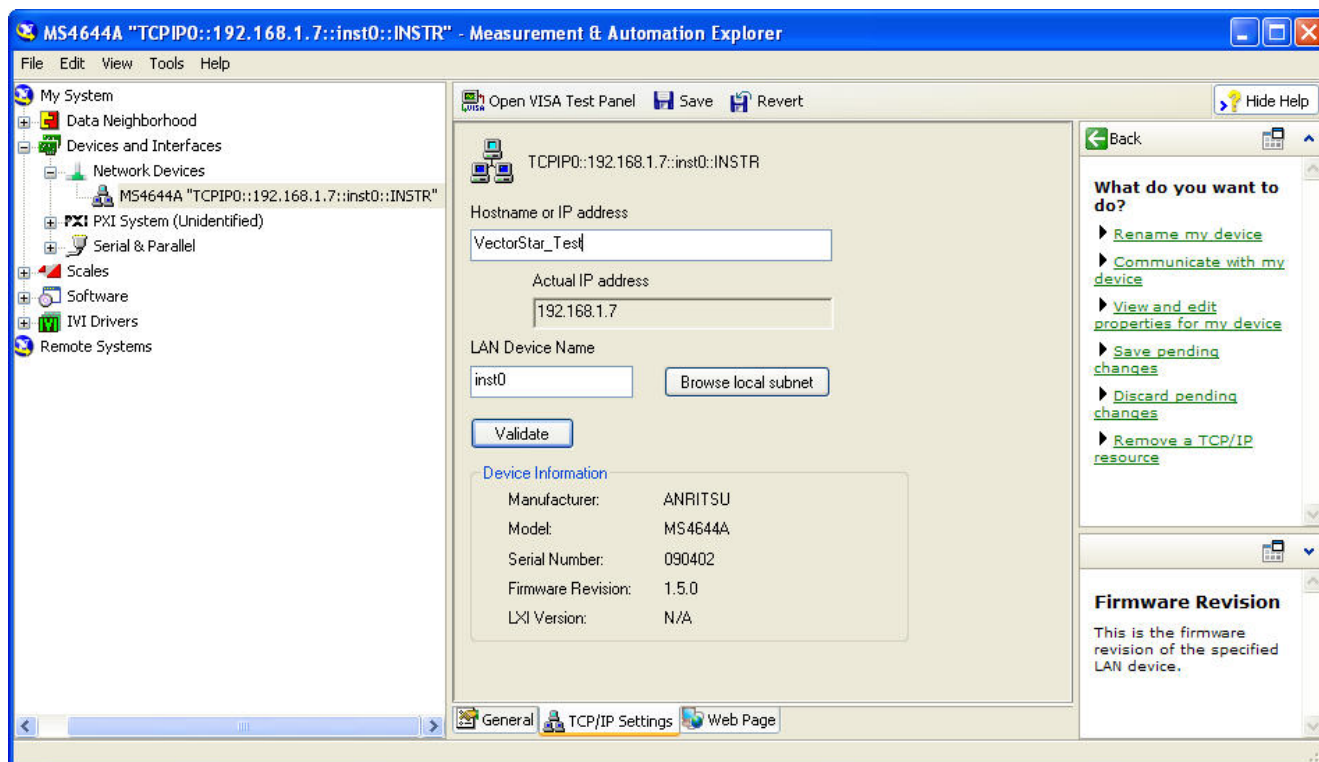 MS4644A "TCPIP0::192.168.1.7::inst0::INSTR" - Measurement & Automation Explorer
File Edit View Tools Help
My System
Data Neighborhood
Devices and Interfaces
Network Devices
MS4644A "TCPIP0::192.168.1.7::inst0::INSTR"
PXI PXI System (Unidentified)
Serial & Parallel
Scales
Software
IVI Drivers
Remote Systems
VISA Open VISA Test Panel Save Revert
Hide Help
TCPIP0::192.168.1.7::inst0::INSTR
Hostname or IP address
VectorStar_Test
Actual IP address
192.168.1.7
LAN Device Name
inst0 Browse local subnet
Validate
Device Information
Manufacturer: ANRITSU
Model: MS4644A
Serial Number: 090402
Firmware Revision: 1.5.0
LXI Version: N/A
General TCP/IP Settings Web Page
Back
What do you want to
do?
Rename my device
Communicate with my
device
View and edit
properties for my device
Save pending
changes
Discard pending
changes
Remove a TCP/IP
resource
Firmware Revision
This is the firmware
revision of the specified
LAN device.